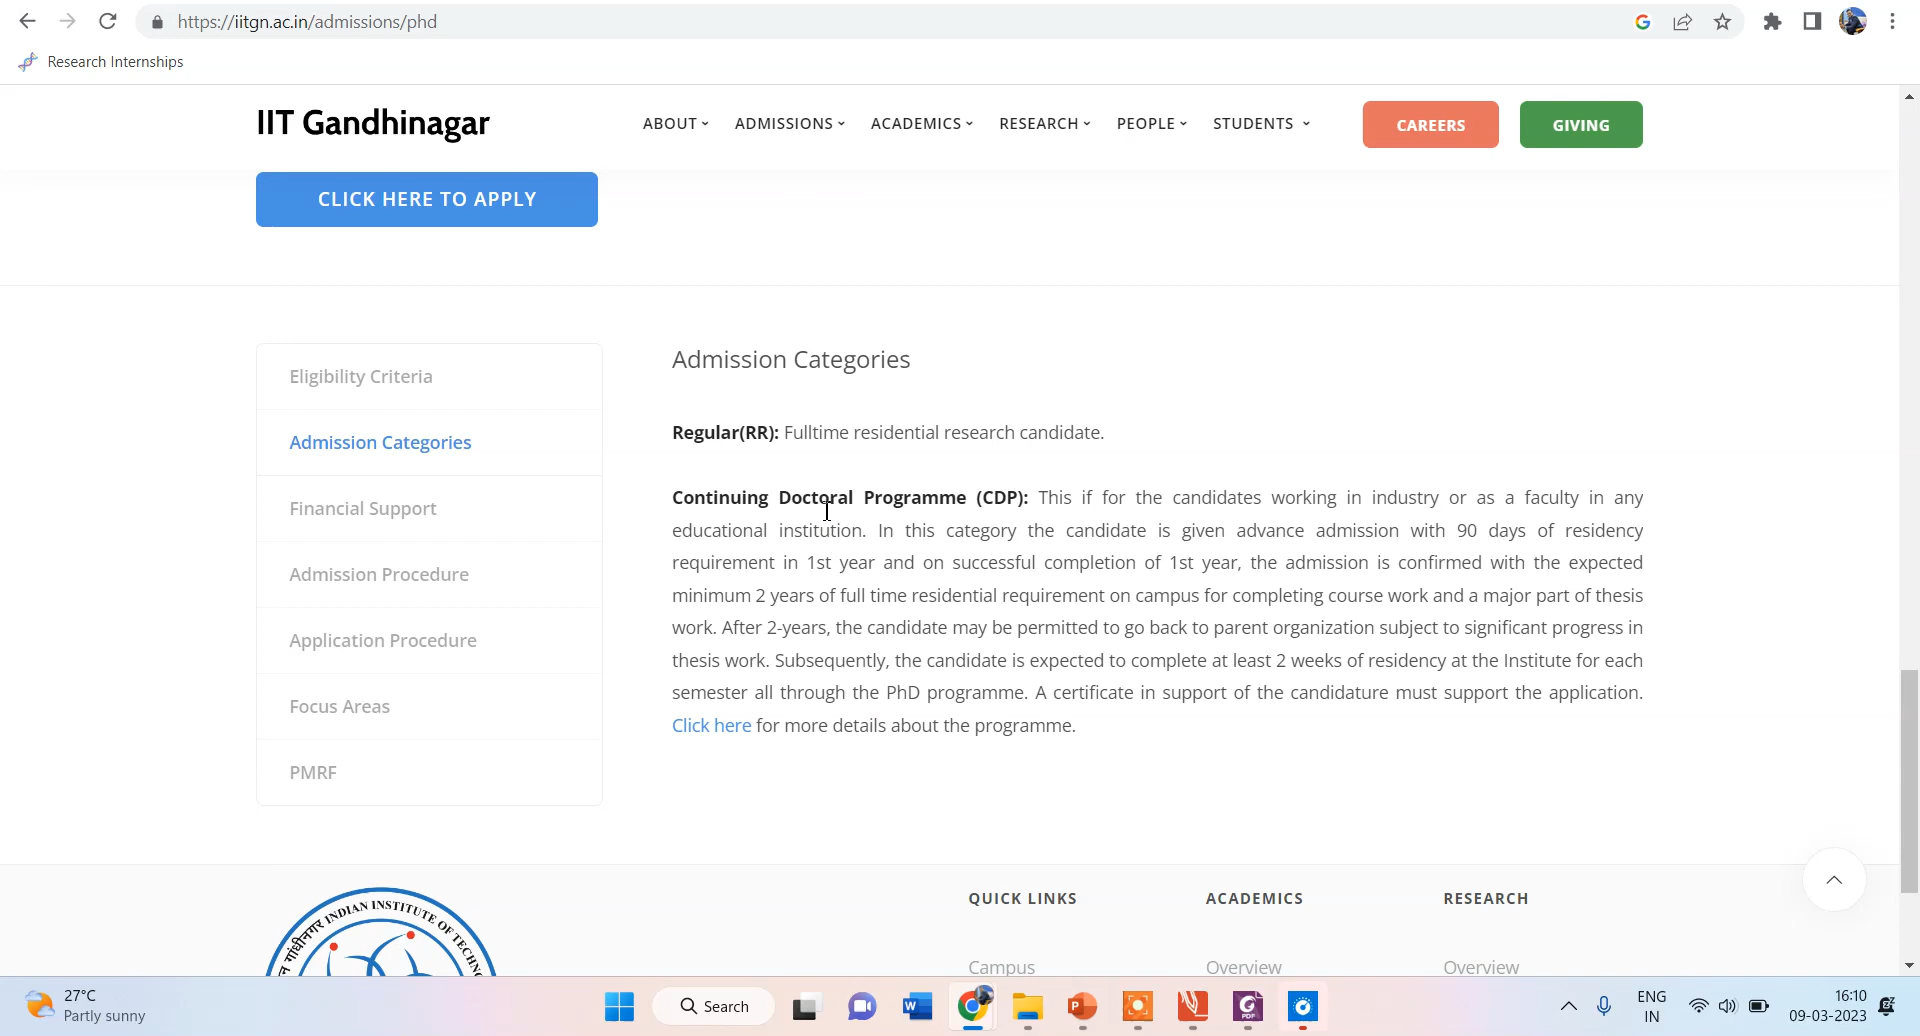 https://iitgn.ac.in/admissions/phd
Research Internships
IIT Gandhinagar
ABOUT
ADMISSIONS
ACADEMICS
RESEARCH
PEOPLE
STUDENTS
CAREERS
GIVING
CLICK HERE TO APPLY
Eligibility Criteria
Admission Categories
Financial Support
Admission Procedure
Application Procedure
Focus Areas
PMRF
Admission Categories
Regular(RR): Fulltime residential research candidate.
Continuing Doctoral Programme (CDP): This if for the candidates working in industry or as a faculty in any
educational institution. In this category the candidate is given advance admission with 90 days of residency
requirement in 1st year and on successful completion of 1st year, the admission is confirmed with the expected
minimum 2 years of full time residential requirement on campus for completing course work and a major part of thesis
work. After 2-years, the candidate may be permitted to go back to parent organization subject to significant progress in
thesis work. Subsequently, the candidate is expected to complete at least 2 weeks of residency at the Institute for each
semester all through the PhD programme. A certificate in support of the candidature must support the application.
Click here for more details about the programme.
INDIAN INSTITUTE OF
गांधीनगर
QUICK LINKS
ACADEMICS
RESEARCH
Campus
Overview
Overview
27°C
Partly sunny
Search
ENG
IN
16:10
09-03-2023